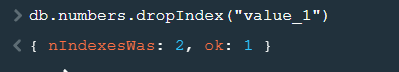 > db.numbers.dropIndex("value_1")
< { nIndexesWas: 2, ok: 1 }